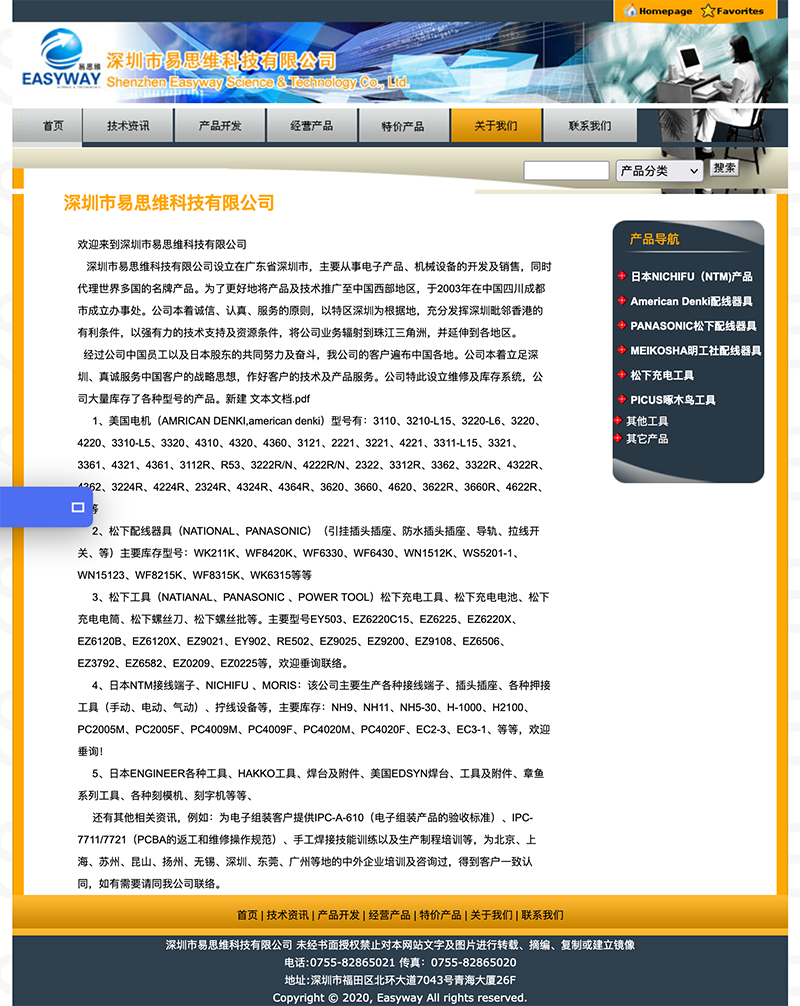 Homepage Favorites
易思维
EASYWAY
深圳市易思维科技有限公司
Shenzhen Easyway Science & Technology Co., Ltd.
首页 技术资讯 产品开发 经营产品 特价产品 关于我们 联系我们
产品分类 搜索
深圳市易思维科技有限公司
欢迎来到深圳市易思维科技有限公司
深圳市易思维科技有限公司设立在广东省深圳市，主要从事电子产品、机械设备的开发及销售，同时
代理世界多国的名牌产品。为了更好地将产品及技术推广至中国西部地区，于2003年在中国四川成都
市成立办事处。公司本着诚信、认真、服务的原则，以特区深圳为根据地，充分发挥深圳毗邻香港的
有利条件，以强有力的技术支持及资源条件，将公司业务辐射到珠江三角洲，并延伸到各地区。
经过公司中国员工以及日本股东的共同努力及奋斗，我公司的客户遍布中国各地。公司本着立足深
圳、真诚服务中国客户的战略思想，作好客户的技术及产品服务。公司特此设立维修及库存系统，公
司大量库存了各种型号的产品。新建 文本文档.pdf
1、美国电机（AMRICAN DENKI,american denki）型号有：3110、3210-L15、3220-L6、3220、
4220、3310-L5、3320、4310、4320、4360、3121、2221、3221、4221、3311-L15、3321、
3361、4321、4361、3112R、R53、3222R/N、4222R/N、2322、3312R、3362、3322R、4322R、
4362、3224R、4224R、2324R、4324R、4364R、3620、3660、4620、3622R、3660R、4622R、
等
2、松下配线器具（NATIONAL、PANASONIC）（引挂插头插座、防水插头插座、导轨、拉线开
关、等）主要库存型号：WK211K、WF8420K、WF6330、WF6430、WN1512K、WS5201-1、
WN15123、WF8215K、WF8315K、WK6315等等
3、松下工具（NATIANAL、PANASONIC 、POWER TOOL）松下充电工具、松下充电电池、松下
充电电筒、松下螺丝刀、松下螺丝批等。主要型号EY503、EZ6220C15、EZ6225、EZ6220X、
EZ6120B、EZ6120X、EZ9021、EY902、RE502、EZ9025、EZ9200、EZ9108、EZ6506、
EZ3792、EZ6582、EZ0209、EZ0225等，欢迎垂询联络。
4、日本NTM接线端子、NICHIFU 、MORIS：该公司主要生产各种接线端子、插头插座、各种押接
工具（手动、电动、气动）、拧线设备等，主要库存：NH9、NH11、NH5-30、H-1000、H2100、
PC2005M、PC2005F、PC4009M、PC4009F、PC4020M、PC4020F、EC2-3、EC3-1、等等，欢迎
垂询！
5、日本ENGINEER各种工具、HAKKO工具、焊台及附件、美国EDSYN焊台、工具及附件、章鱼
系列工具、各种刻模机、刻字机等等、
还有其他相关资讯，例如：为电子组装客户提供IPC-A-610（电子组装产品的验收标准）、IPC-
7711/7721（PCBA的返工和维修操作规范）、手工焊接技能训练以及生产制程培训等，为北京、上
海、苏州、昆山、扬州、无锡、深圳、东莞、广州等地的中外企业培训及咨询过，得到客户一致认
同，如有需要请同我公司联络。
产品导航
日本NICHIFU（NTM)产品
American Denki配线器具
PANASONIC松下配线器具
MEIKOSHA明工社配线器具
松下充电工具
PICUS啄木鸟工具
其他工具
其它产品
首页 | 技术资讯 | 产品开发 | 经营产品 | 特价产品 | 关于我们 | 联系我们
深圳市易思维科技有限公司 未经书面授权禁止对本网站文字及图片进行转载、摘编、复制或建立镜像
电话:0755-82865021 传真：0755-82865020
地址:深圳市福田区北环大道7043号青海大厦26F
Copyright © 2020, Easyway All rights reserved.